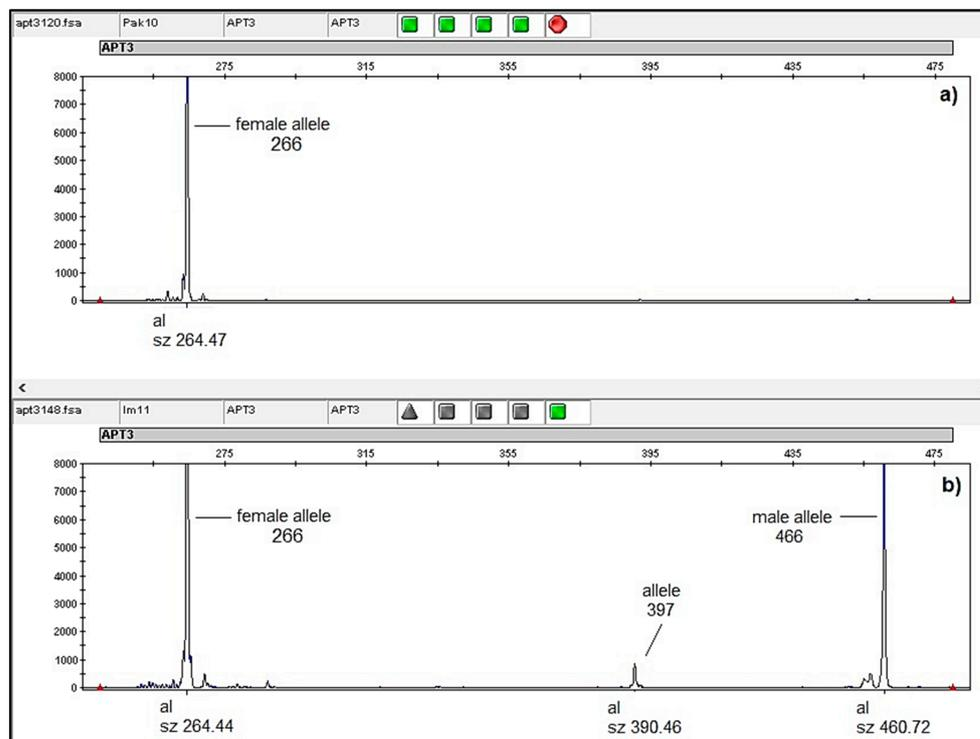 apt3120.fsa Pak10 APT3 APT3
APT3
275 315 355 395 435 475
a)
8000
7000
6000
5000
4000
3000
2000
1000
0
female allele
266
al
sz 264.47
<
apt3148.fsa Im11 APT3 APT3
APT3
275 315 355 395 435 475
b)
8000
7000
6000
5000
4000
3000
2000
1000
0
female allele
266
allele
397
male allele
466
al
sz 264.44
al
sz 390.46
al
sz 460.72